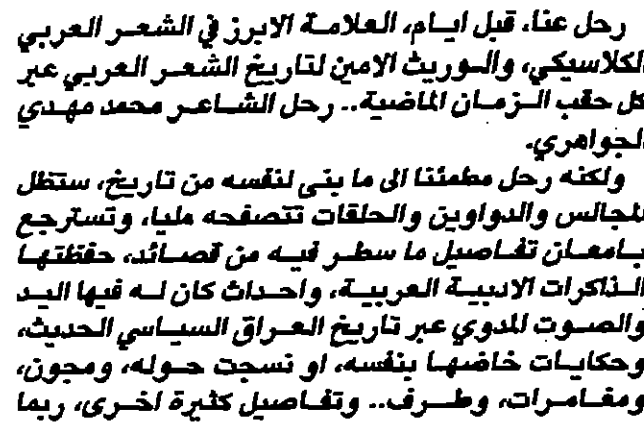 رحل عنا، قبل ايام، العلامة الابرز في الشعر العربي
الكلاسيكي، والوريث الامين لتاريخ الشعر العربي عبر
كل حقب الزمان الماضية.. رحل الشاعر محمد مهدي
الجواهري.
ولكنه رحل مطمئنا الى ما بنى لنفسه من تاريخ، ستظل
المجالس والدواوين والحلقات تتصفحه مليا، وتسترجع
بامعان تفاصيل ما سطر فيه من قصائد، حفظتها
الذاكرات الادبية العربية، واحداث كان له فيها اليد
والصوت المدوي عبر تاريخ العراق السياسي الحديث،
وحكايات خاضها بنفسه، او نسجت حوله، ومجون،
ومغامرات، وطرف.. وتفاصيل كثيرة اخرى، ربما